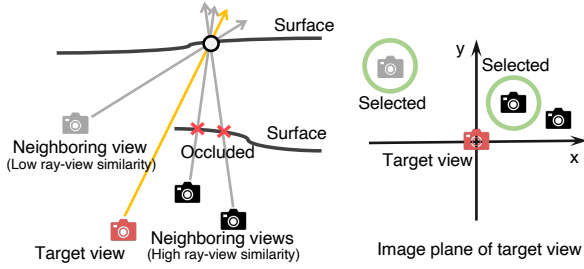 Surface
Neighboring view
(Low ray-view similarity)
Surface
Occluded
Target view
Neighboring views
(High ray-view similarity)
y
Selected
Selected
Target view
x
Image plane of target view